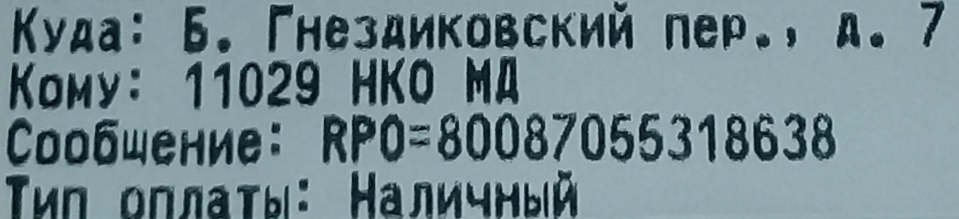 Куда: Б. Гнездиковский пер., д. 7
Кому: 11029 НКО МД
Сообщение: RPO=80087055318638
Тип оплаты: Наличный